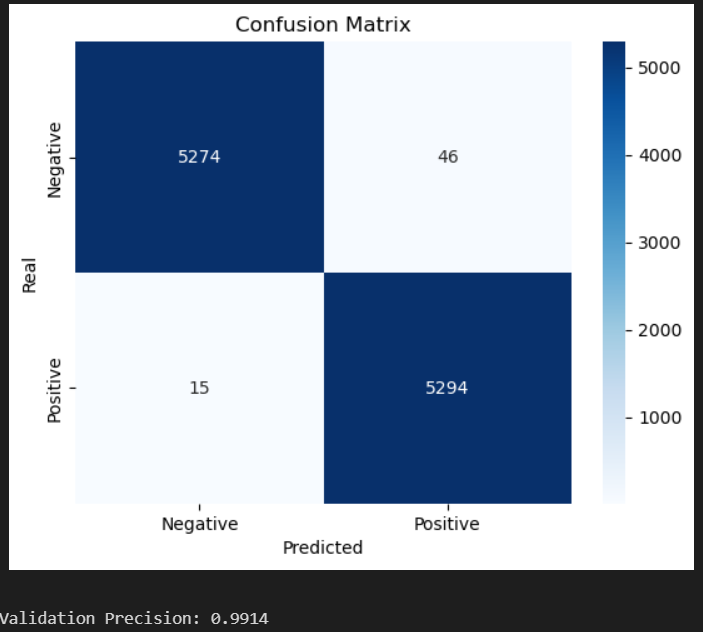 Confusion Matrix
Negative
5274
46
5000
4000
3000
Real
2000
Positive
15
5294
1000
Negative
Positive
Predicted
Validation Precision: 0.9914